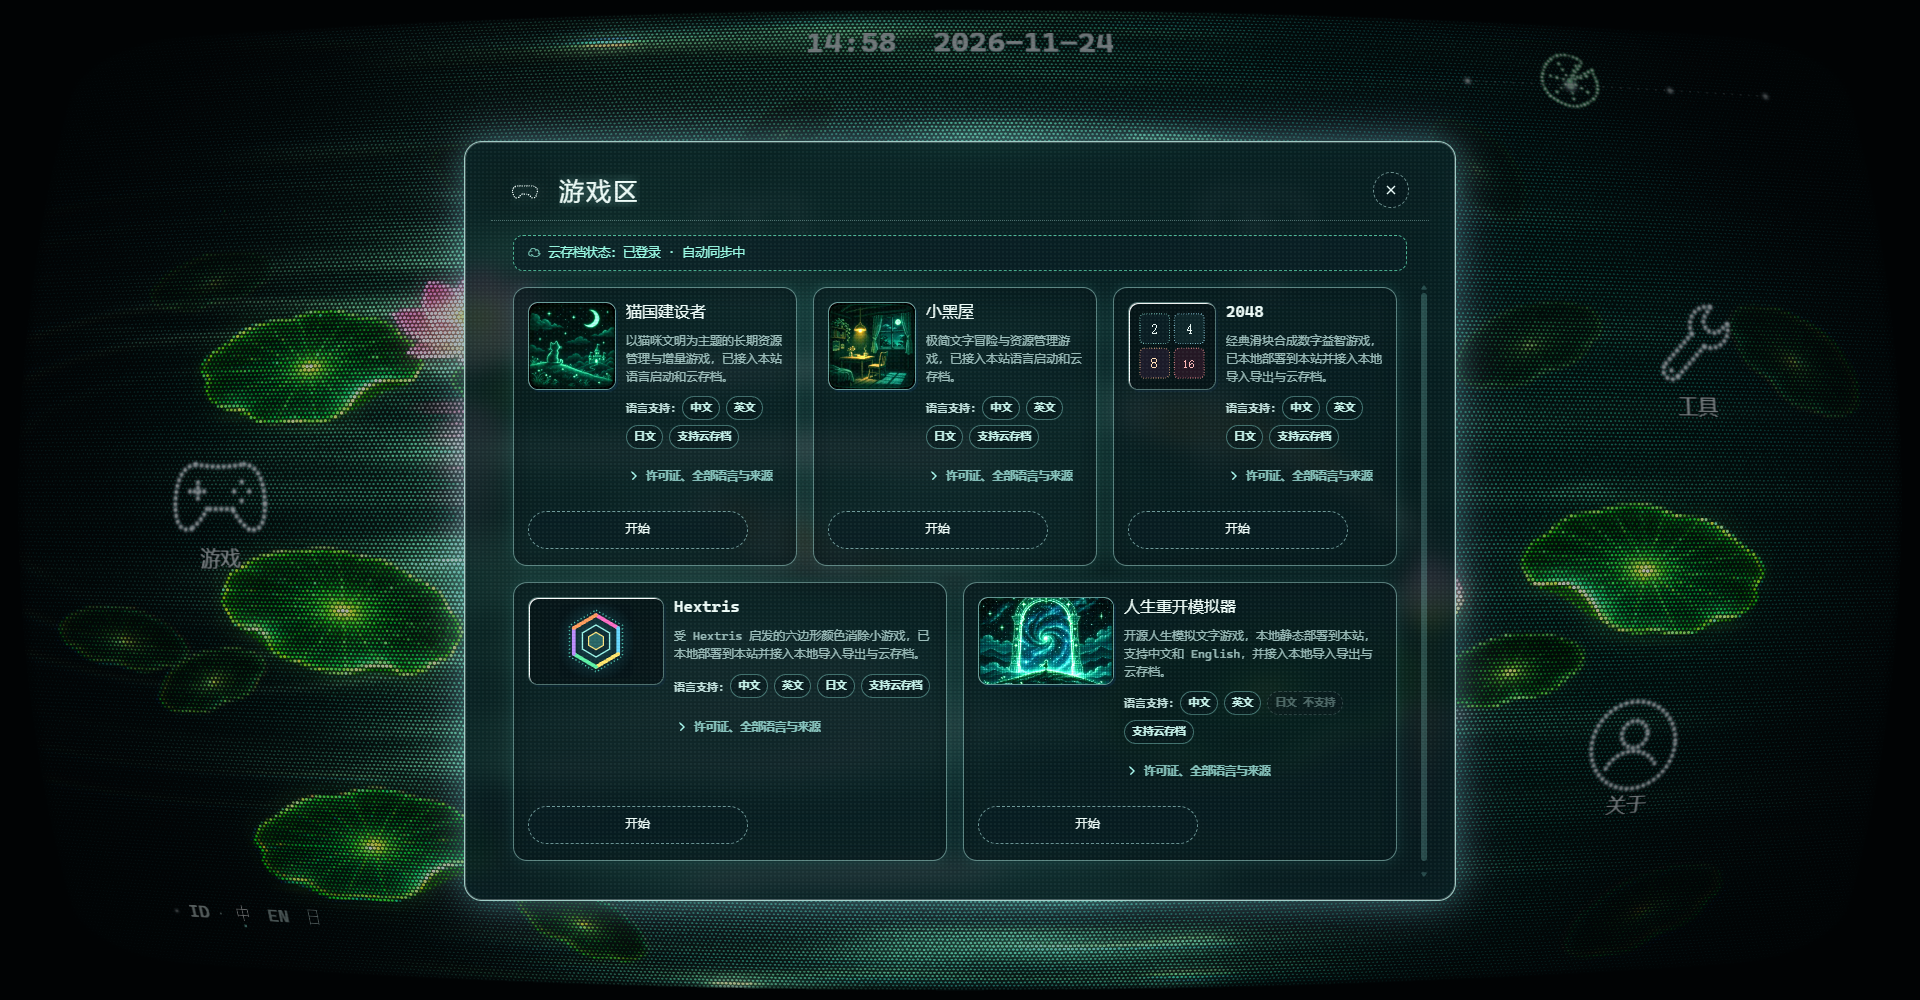 14:58 2026-11-24
游戏区
云存档状态: 已登录 · 自动同步中
猫国建设者
以猫咪文明为主题的长期资源
管理与增量游戏，已接入本站
语言启动和云存档。
语言支持: 中文 英文
日文 支持云存档
许可证、全部语言与来源
开始
小黑屋
极简文字冒险与资源管理游
戏，已接入本站语言启动和云
存档。
语言支持: 中文 英文
日文 支持云存档
许可证、全部语言与来源
开始
2 4
8 16
2048
经典滑块合成数字益智游戏，
已本地部署到本站并接入本地
导入导出与云存档。
语言支持: 中文 英文
日文 支持云存档
许可证、全部语言与来源
开始
Hextris
受 Hextris 启发的六边形颜色消除小游戏，已
本地部署到本站并接入本地导入导出与云存档。
语言支持: 中文 英文 日文 支持云存档
许可证、全部语言与来源
开始
人生重开模拟器
开源人生模拟文字游戏，本地静态部署到本站，
支持中文和 English，并接入本地导入导出与
云存档。
语言支持: 中文 英文 日文 不支持
支持云存档
许可证、全部语言与来源
开始
游戏
工具
关于
ID · 中 EN 日